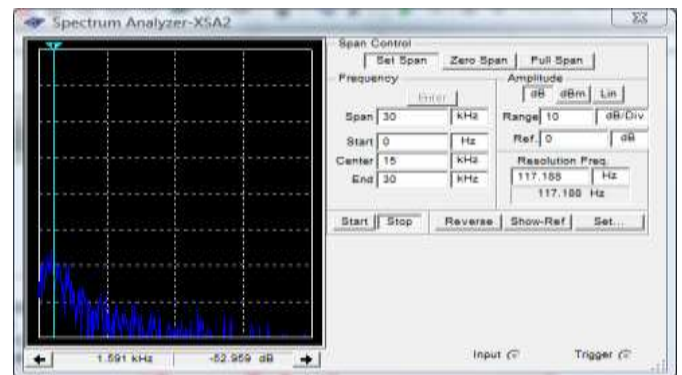 Spectrum Analyzer-XSA2
Span Control
Set Span Zero Span Full Span
Frequency
Enter
Span 30 kHz
Start 0 Hz
Center 15 kHz
End 30 kHz
Amplitude
dB dBm Lin
Range 10 dB/Div
Ref. 0 dB
Resolution Freq.
117.188 Hz
117.188 Hz
Start Stop Reverse Show-Ref Set...
1.591 kHz -52.959 dB
Input Trigger